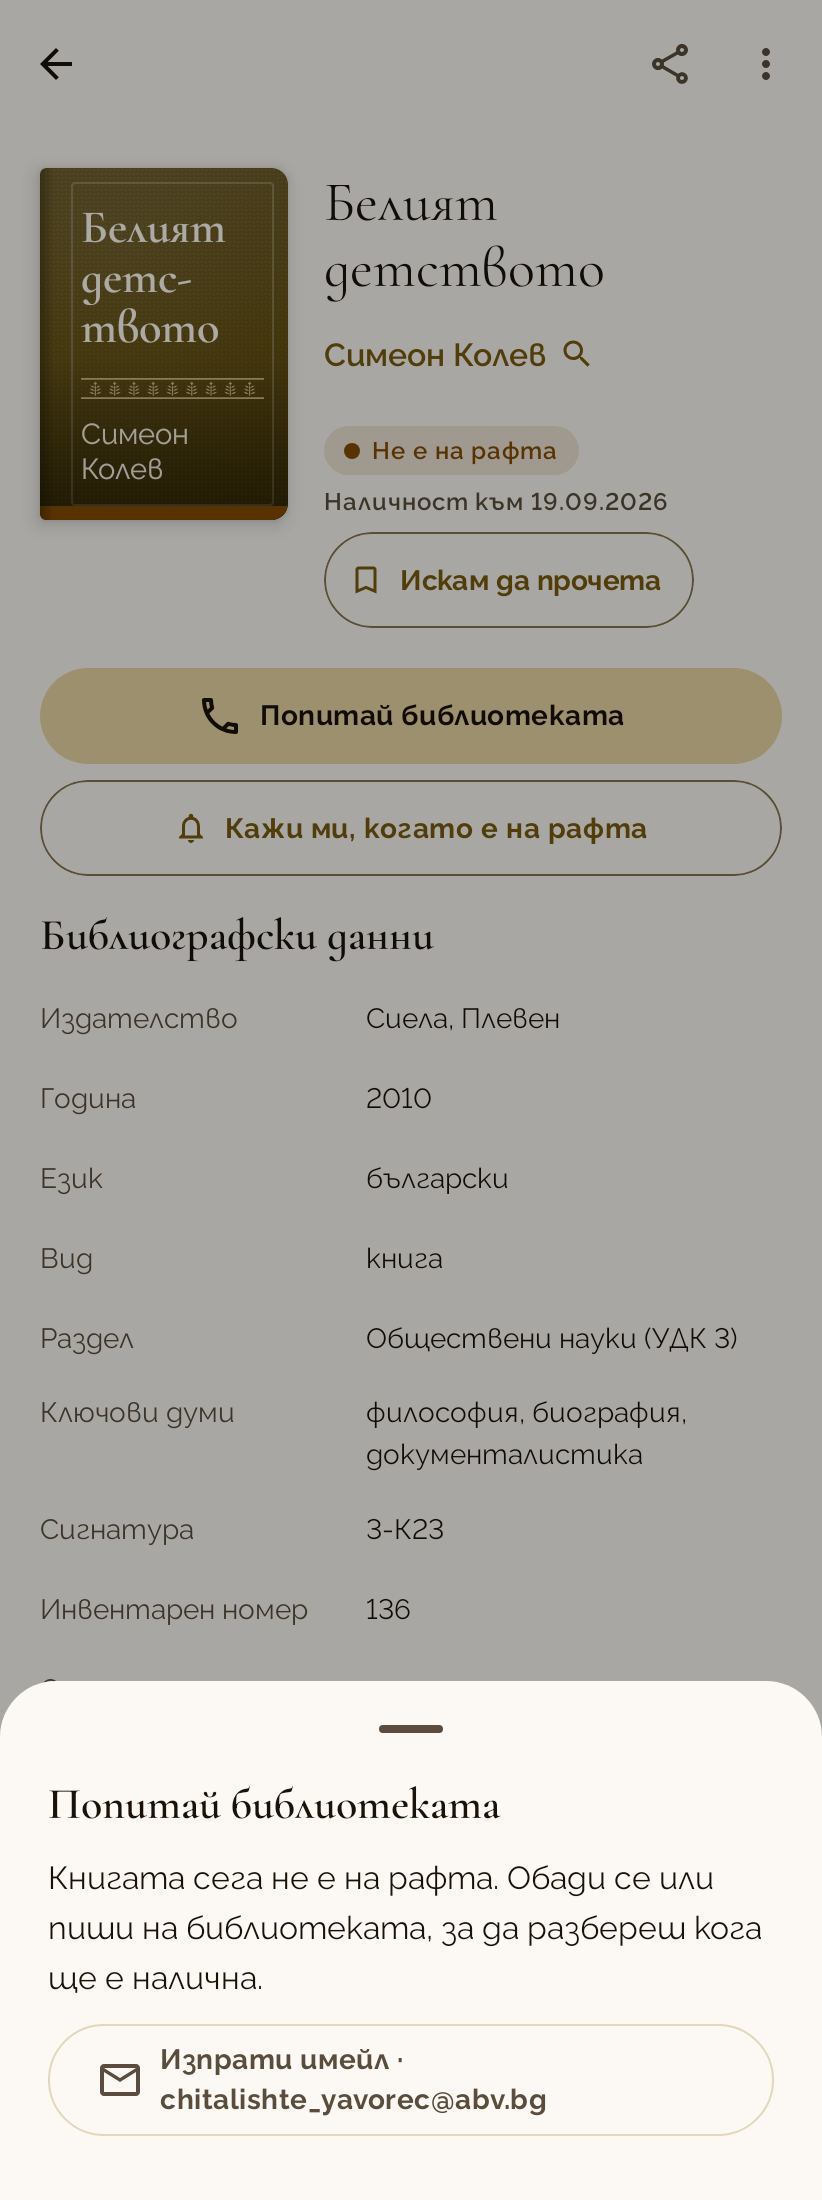 Белият
детс-
твото
Симеон
Колев
Белият
детството
Симеон Колев
Не е на рафта
Наличност към 19.09.2026
Искам да прочета
Попитай библиотеката
Кажи ми, когато е на рафта
Библиографски данни
Издателство Сиела, Плевен
Година 2010
Език български
Вид книга
Раздел Обществени науки (УДК 3)
Ключови думи философия, биография,
документалистика
Сигнатура 3-К23
Инвентарен номер 136
Попитай библиотеката
Книгата сега не е на рафта. Обади се или
пиши на библиотеката, за да разбереш кога
ще е налична.
Изпрати имейл ·
chitalishte_yavorec@abv.bg